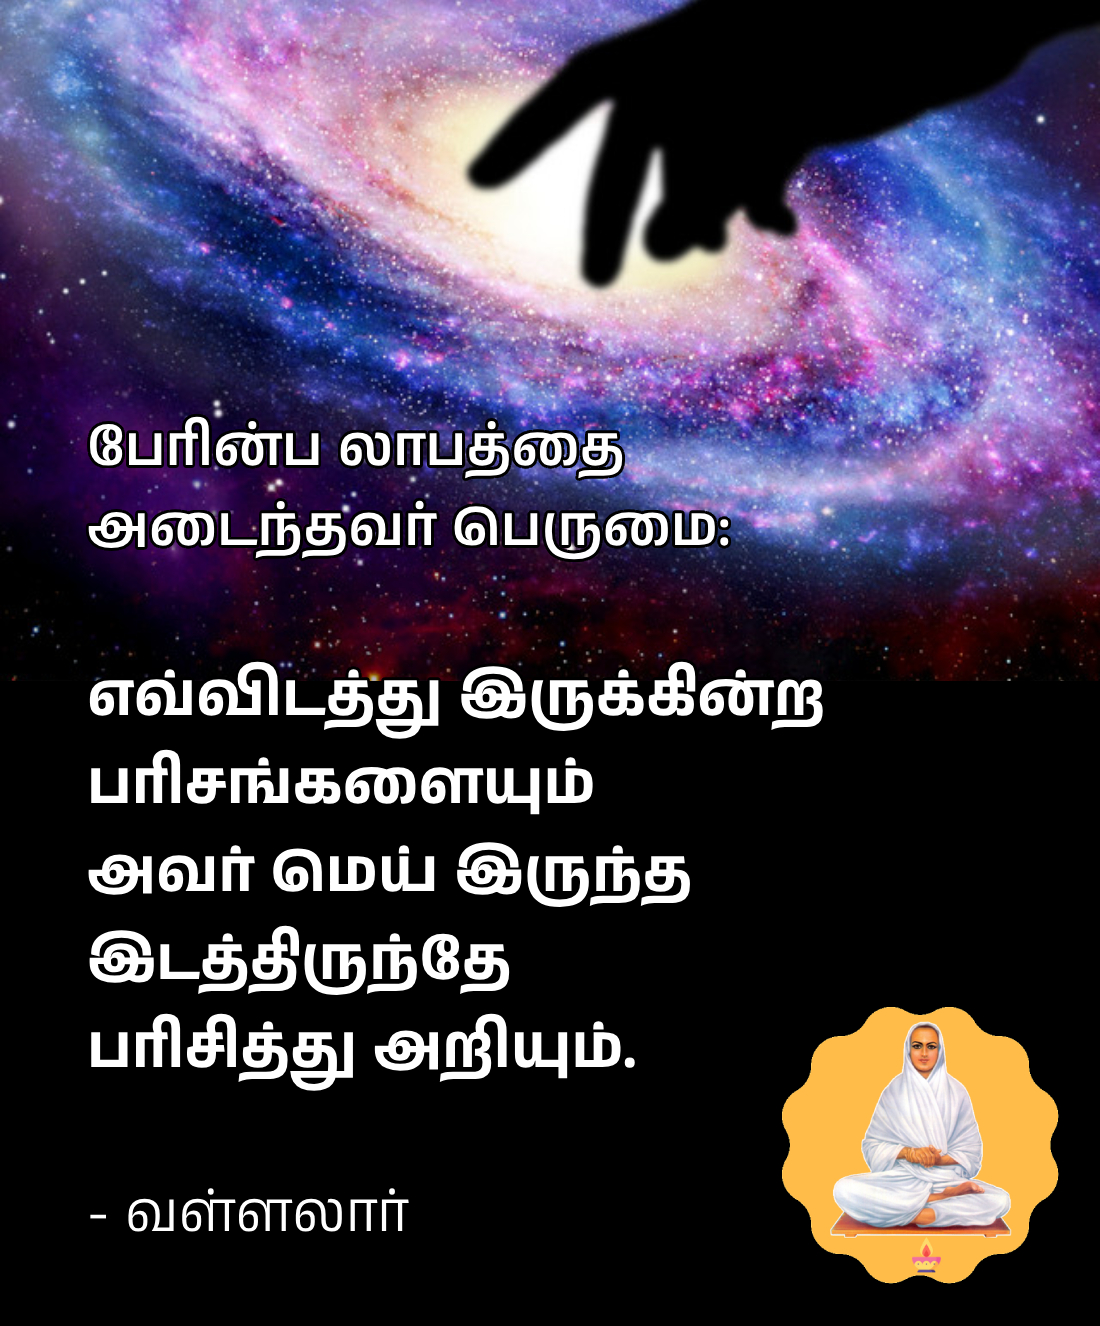 பேரின்ப லாபத்தை
அடைந்தவர் பெருமை:
எவ்விடத்து இருக்கின்ற
பரிசங்களையும்
அவர் மெய் இருந்த
இடத்திருந்தே
பரிசித்து அறியும்.
- வள்ளலார்